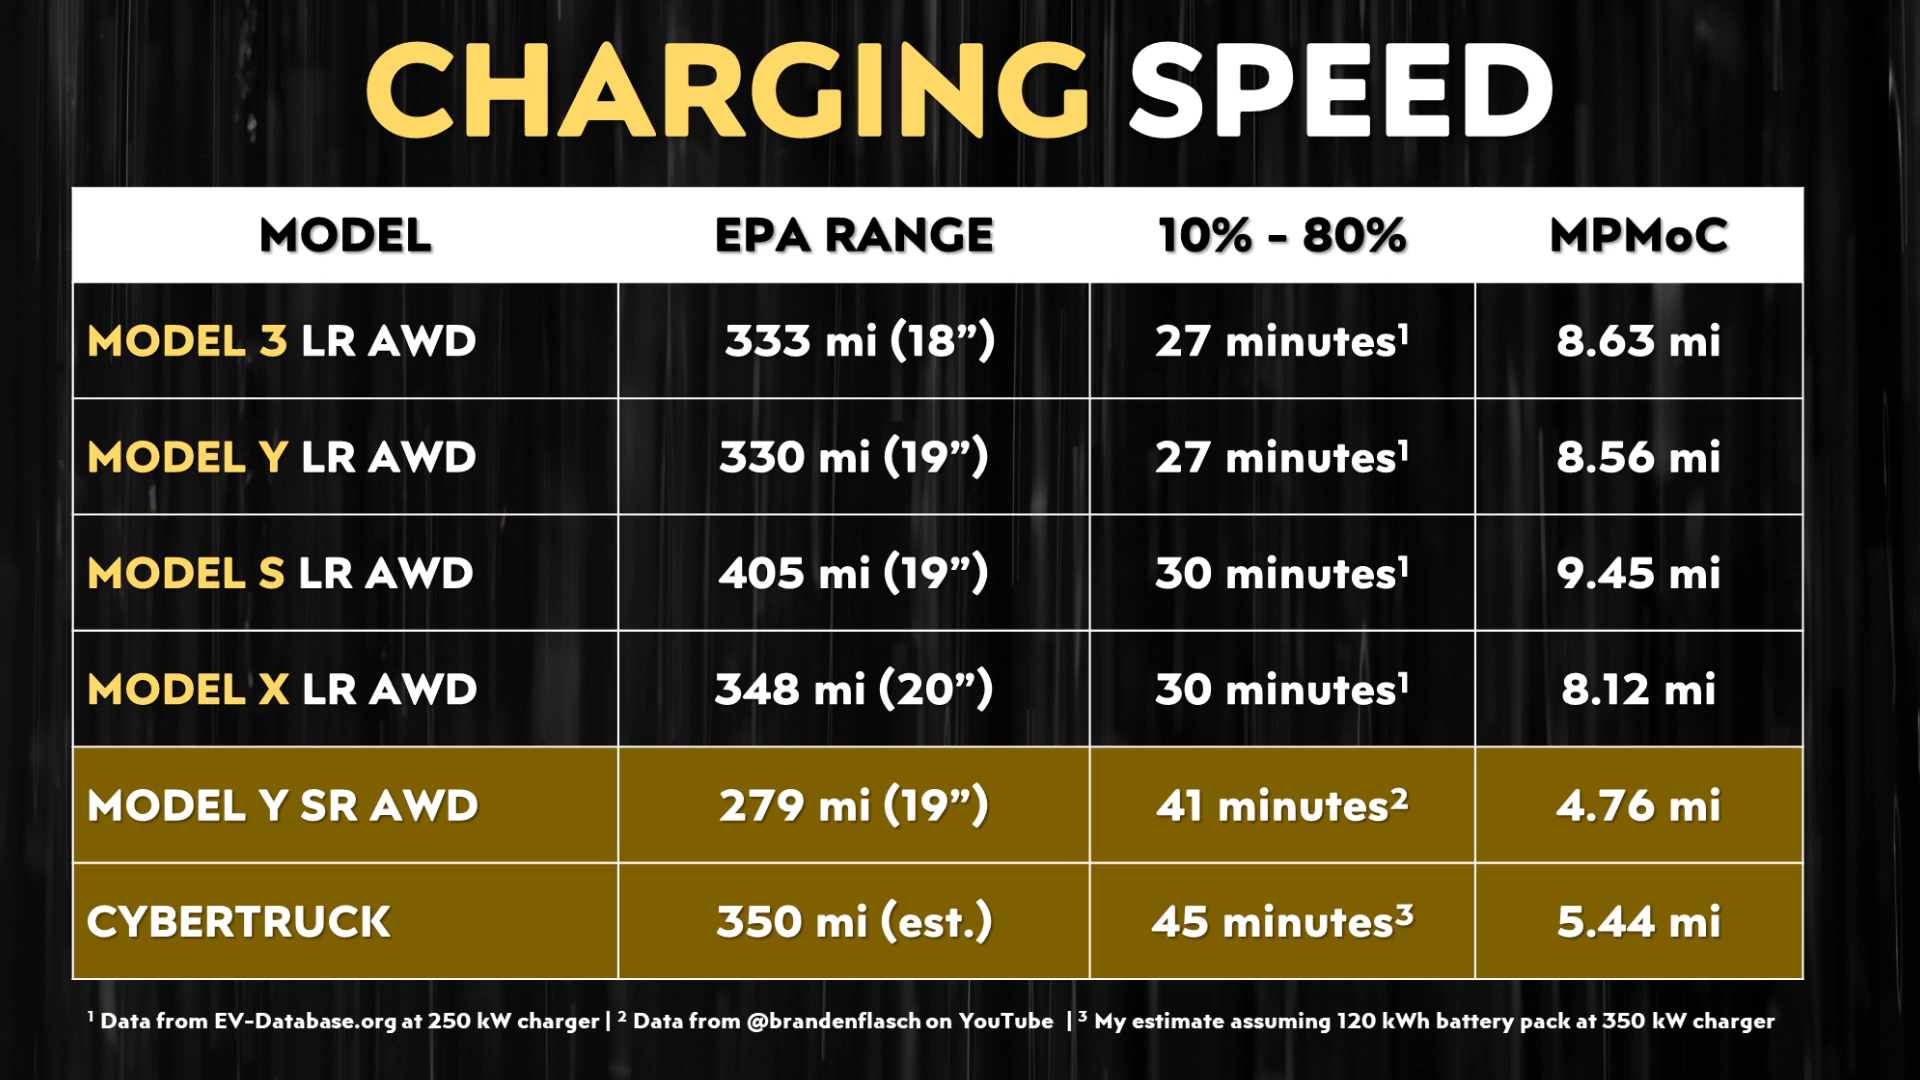 CHARGING SPEED
MODEL EPA RANGE 10% - 80% MPMoC
MODEL 3 LR AWD 333 mi (18”) 27 minutes¹ 8.63 mi
MODEL Y LR AWD 330 mi (19”) 27 minutes¹ 8.56 mi
MODEL S LR AWD 405 mi (19”) 30 minutes¹ 9.45 mi
MODEL X LR AWD 348 mi (20”) 30 minutes¹ 8.12 mi
MODEL Y SR AWD 279 mi (19”) 41 minutes² 4.76 mi
CYBERTRUCK 350 mi (est.) 45 minutes³ 5.44 mi
¹ Data from EV-Database.org at 250 kW charger | ² Data from @brandenflasch on YouTube | ³ My estimate assuming 120 kWh battery pack at 350 kW charger